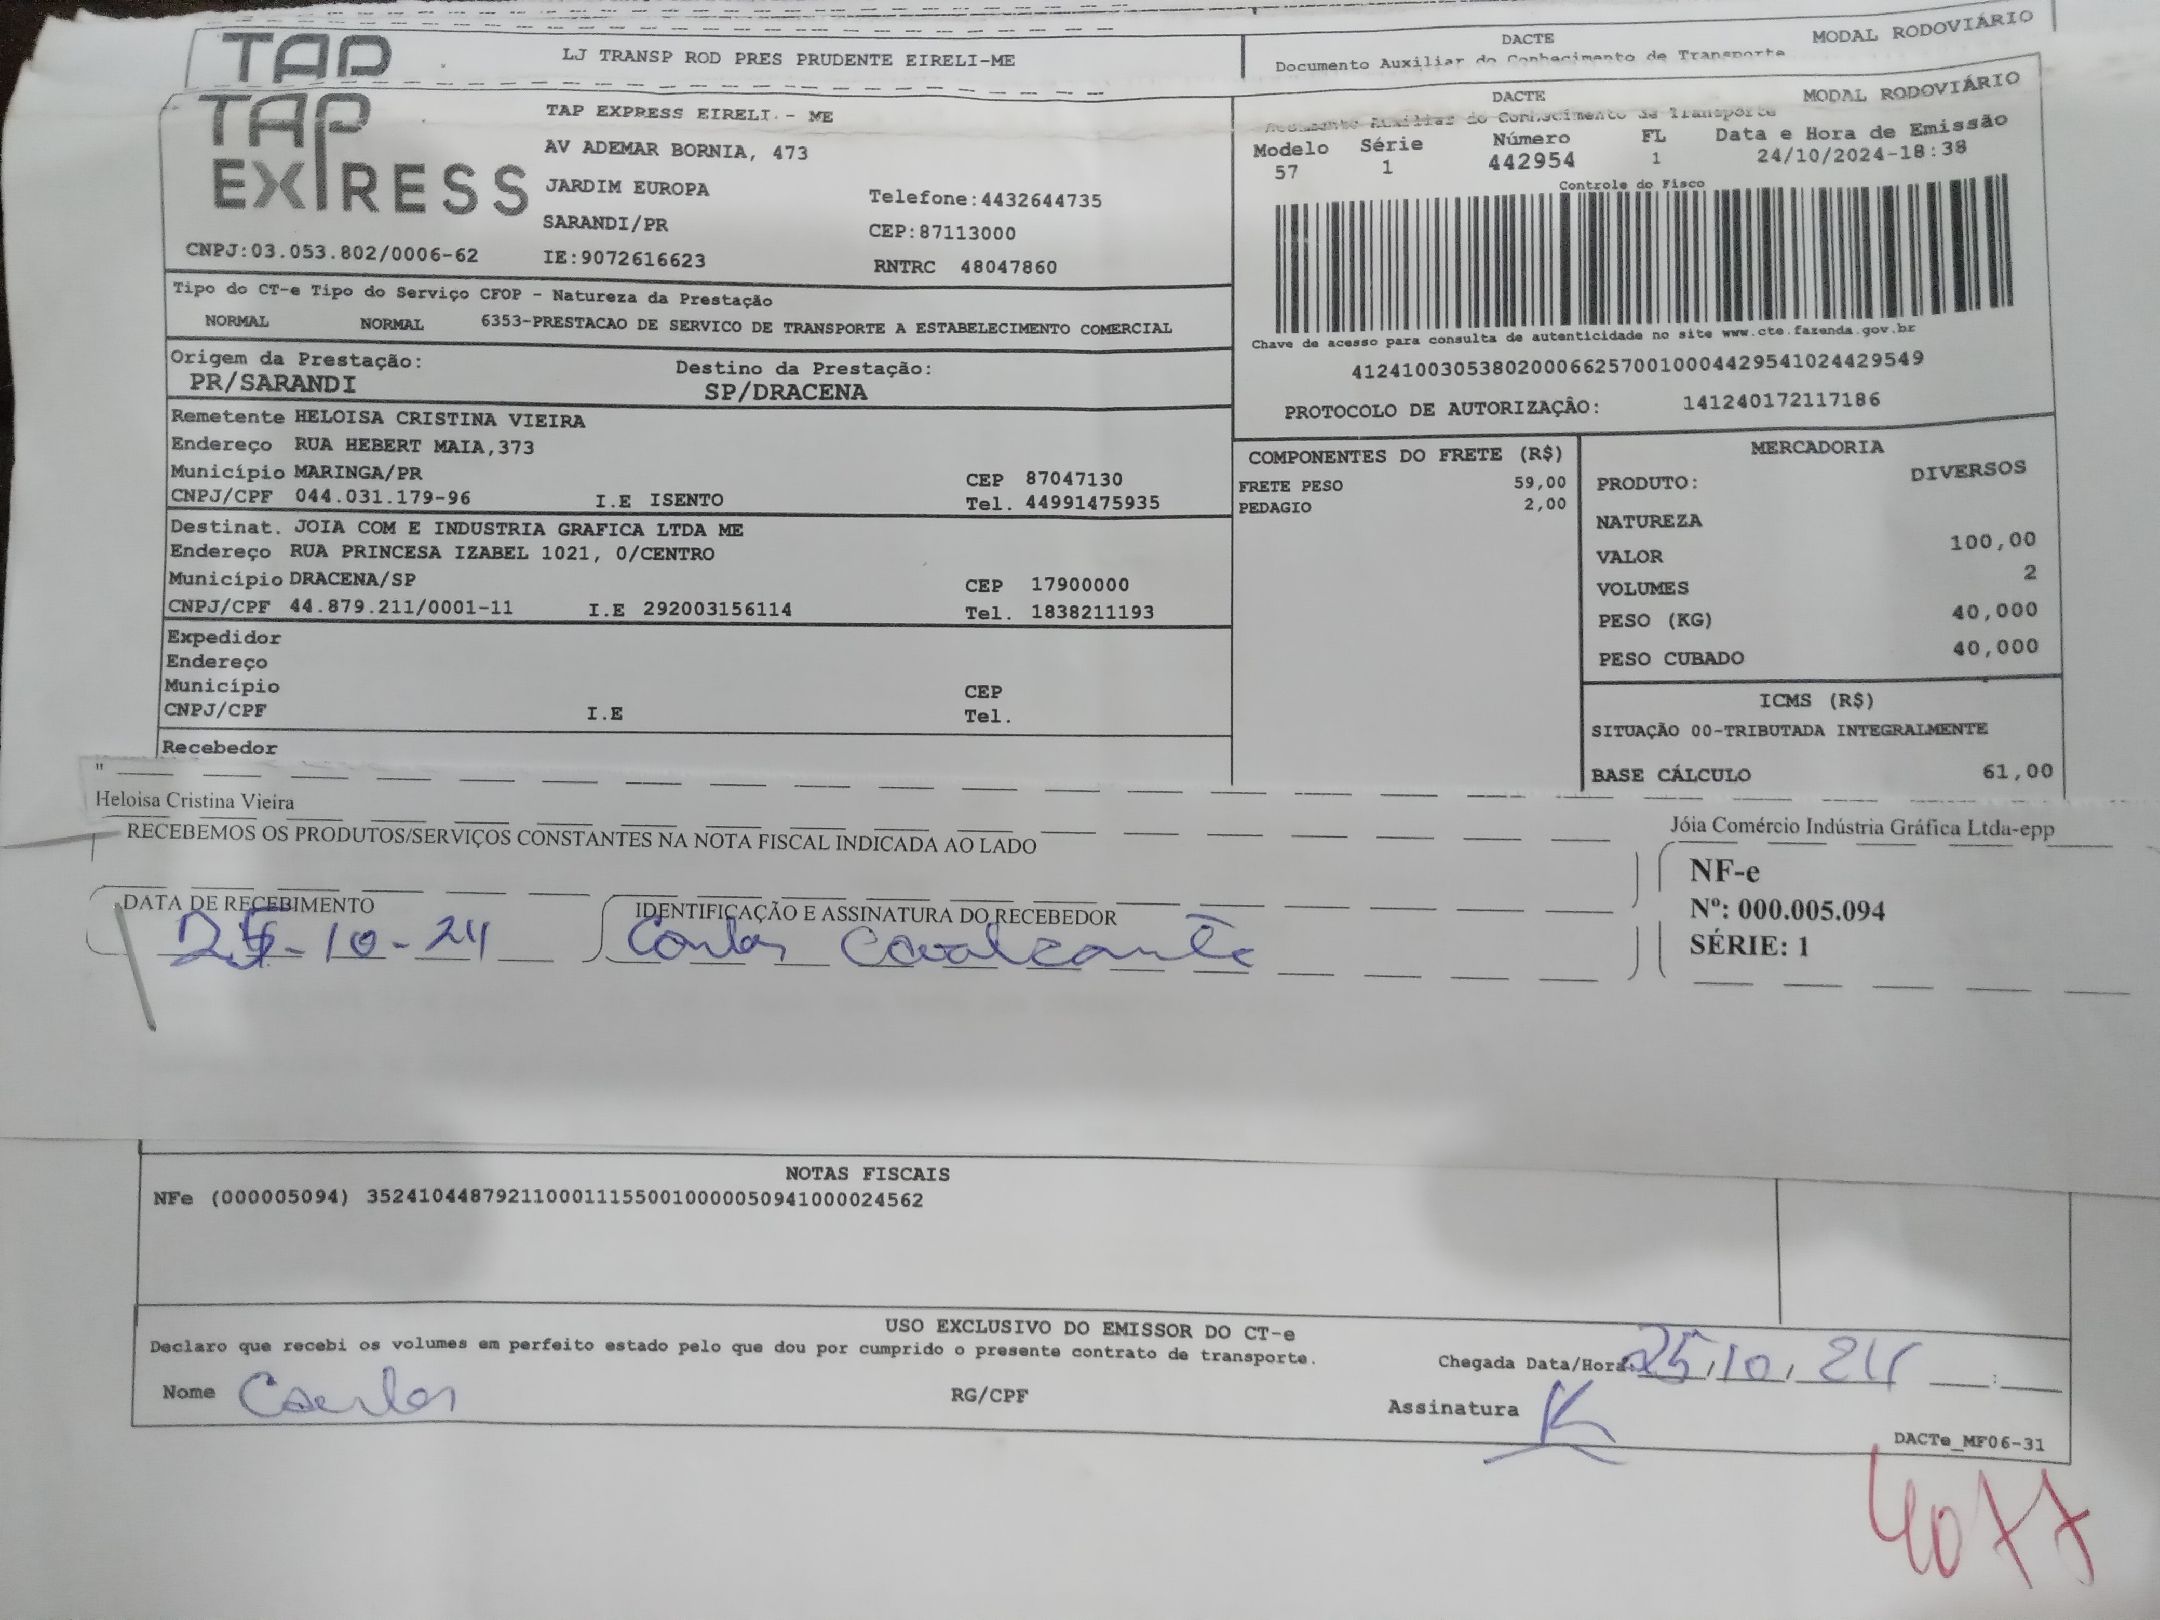 TAP
LJ TRANSP ROD PRES PRUDENTE EIRELI-ME
DACTE
MODAL RODOVIÁRIO
Documento Auxiliar do Conhecimento de Transporte
TAP EXPRESS
TAP EXPRESS EIRELI - ME
AV ADEMAR BORNIA, 473
JARDIM EUROPA
Telefone:4432644735
SARANDI/PR
CEP:87113000
CNPJ:03.053.802/0006-62
IE:9072616623
RNTRC 48047860
DACTE
MODAL RODOVIÁRIO
Documento Auxiliar do Conhecimento de Transporte
Modelo Série Número FL Data e Hora de Emissão
57 1 442954 1 24/10/2024-18:38
Controle do Fisco
Chave de acesso para consulta de autenticidade no site www.cte.fazenda.gov.br
41241003053802000662570010004429541024429549
PROTOCOLO DE AUTORIZAÇÃO: 141240172117186
Tipo do CT-e Tipo do Serviço CFOP - Natureza da Prestação
NORMAL NORMAL 6353-PRESTACAO DE SERVICO DE TRANSPORTE A ESTABELECIMENTO COMERCIAL
Origem da Prestação: Destino da Prestação:
PR/SARANDI SP/DRACENA
Remetente HELOISA CRISTINA VIEIRA
Endereço RUA HEBERT MAIA,373
Município MARINGA/PR CEP 87047130
CNPJ/CPF 044.031.179-96 I.E ISENTO Tel. 44991475935
Destinat. JOIA COM E INDUSTRIA GRAFICA LTDA ME
Endereço RUA PRINCESA IZABEL 1021, 0/CENTRO
Município DRACENA/SP CEP 17900000
CNPJ/CPF 44.879.211/0001-11 I.E 292003156114 Tel. 1838211193
Expedidor
Endereço
Município CEP
CNPJ/CPF I.E Tel.
Recebedor
COMPONENTES DO FRETE (R$)
FRETE PESO 59,00
PEDAGIO 2,00
MERCADORIA
PRODUTO: DIVERSOS
NATUREZA
VALOR 100,00
VOLUMES 2
PESO (KG) 40,000
PESO CUBADO 40,000
ICMS (R$)
SITUAÇÃO 00-TRIBUTADA INTEGRALMENTE
BASE CÁLCULO 61,00
"
Heloisa Cristina Vieira
Jóia Comércio Indústria Gráfica Ltda-epp
RECEBEMOS OS PRODUTOS/SERVIÇOS CONSTANTES NA NOTA FISCAL INDICADA AO LADO
DATA DE RECEBIMENTO
25-10-24
IDENTIFICAÇÃO E ASSINATURA DO RECEBEDOR
Carlos Cavalcante
NF-e
Nº: 000.005.094
SÉRIE: 1
NOTAS FISCAIS
NFe (000005094) 35241044879211000111550010000050941000024562
USO EXCLUSIVO DO EMISSOR DO CT-e
Declaro que recebi os volumes em perfeito estado pelo que dou por cumprido o presente contrato de transporte.
Chegada Data/Hora: 25,10,24 :
Nome Carlos RG/CPF Assinatura
DACTe_MF06-31
4077